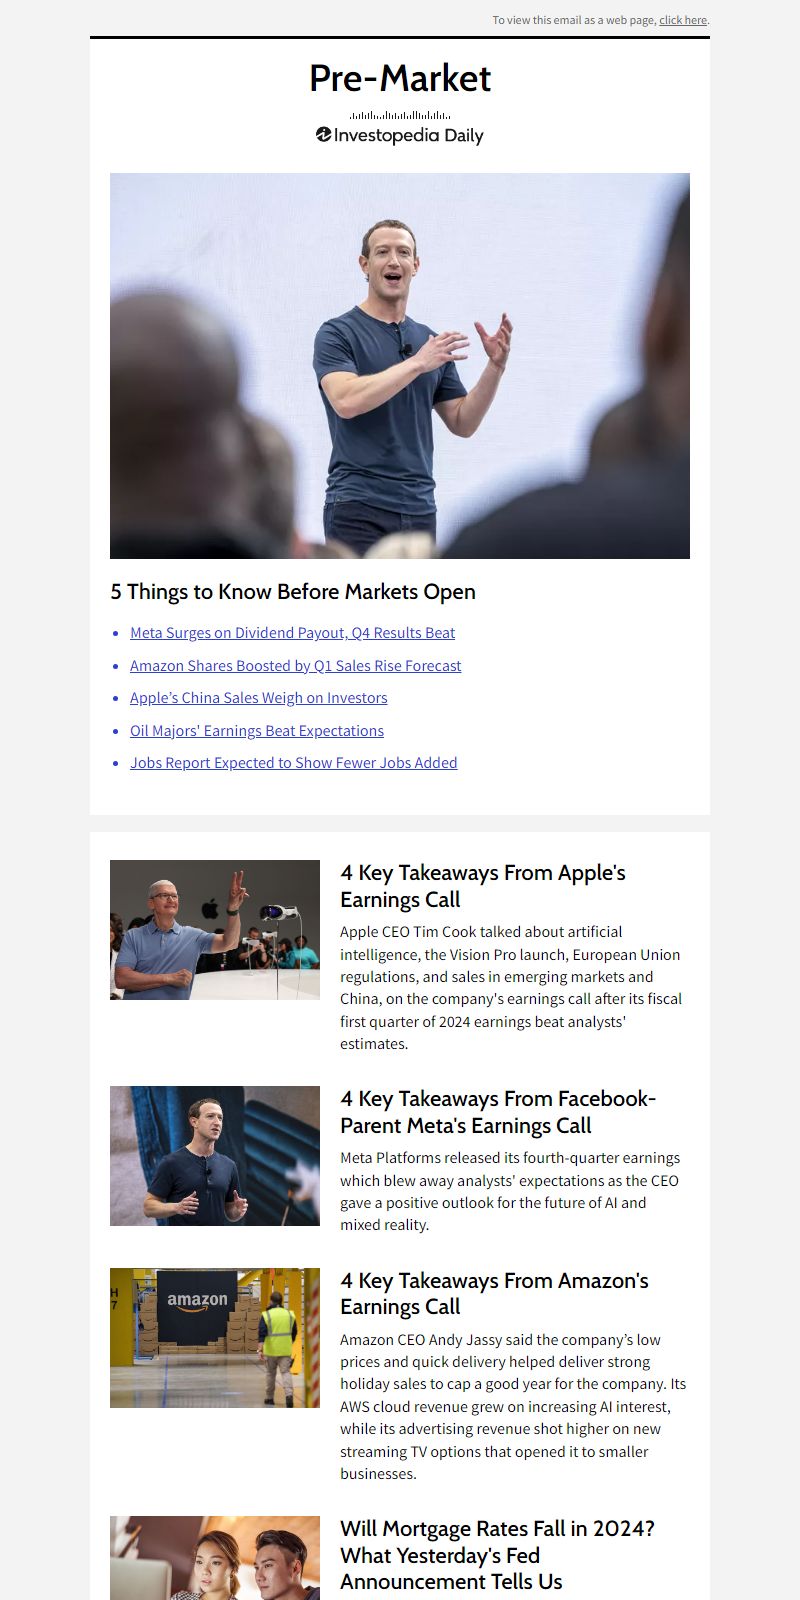 To view this email as a web page, click here.
Pre-Market
Investopedia Daily
5 Things to Know Before Markets Open
Meta Surges on Dividend Payout, Q4 Results Beat
Amazon Shares Boosted by Q1 Sales Rise Forecast
Apple’s China Sales Weigh on Investors
Oil Majors' Earnings Beat Expectations
Jobs Report Expected to Show Fewer Jobs Added
4 Key Takeaways From Apple's
Earnings Call
Apple CEO Tim Cook talked about artificial
intelligence, the Vision Pro launch, European Union
regulations, and sales in emerging markets and
China, on the company's earnings call after its fiscal
first quarter of 2024 earnings beat analysts'
estimates.
4 Key Takeaways From Facebook-
Parent Meta's Earnings Call
Meta Platforms released its fourth-quarter earnings
which blew away analysts' expectations as the CEO
gave a positive outlook for the future of AI and
mixed reality.
H
7
amazon
4 Key Takeaways From Amazon's
Earnings Call
Amazon CEO Andy Jassy said the company’s low
prices and quick delivery helped deliver strong
holiday sales to cap a good year for the company. Its
AWS cloud revenue grew on increasing AI interest,
while its advertising revenue shot higher on new
streaming TV options that opened it to smaller
businesses.
Will Mortgage Rates Fall in 2024?
What Yesterday's Fed
Announcement Tells Us